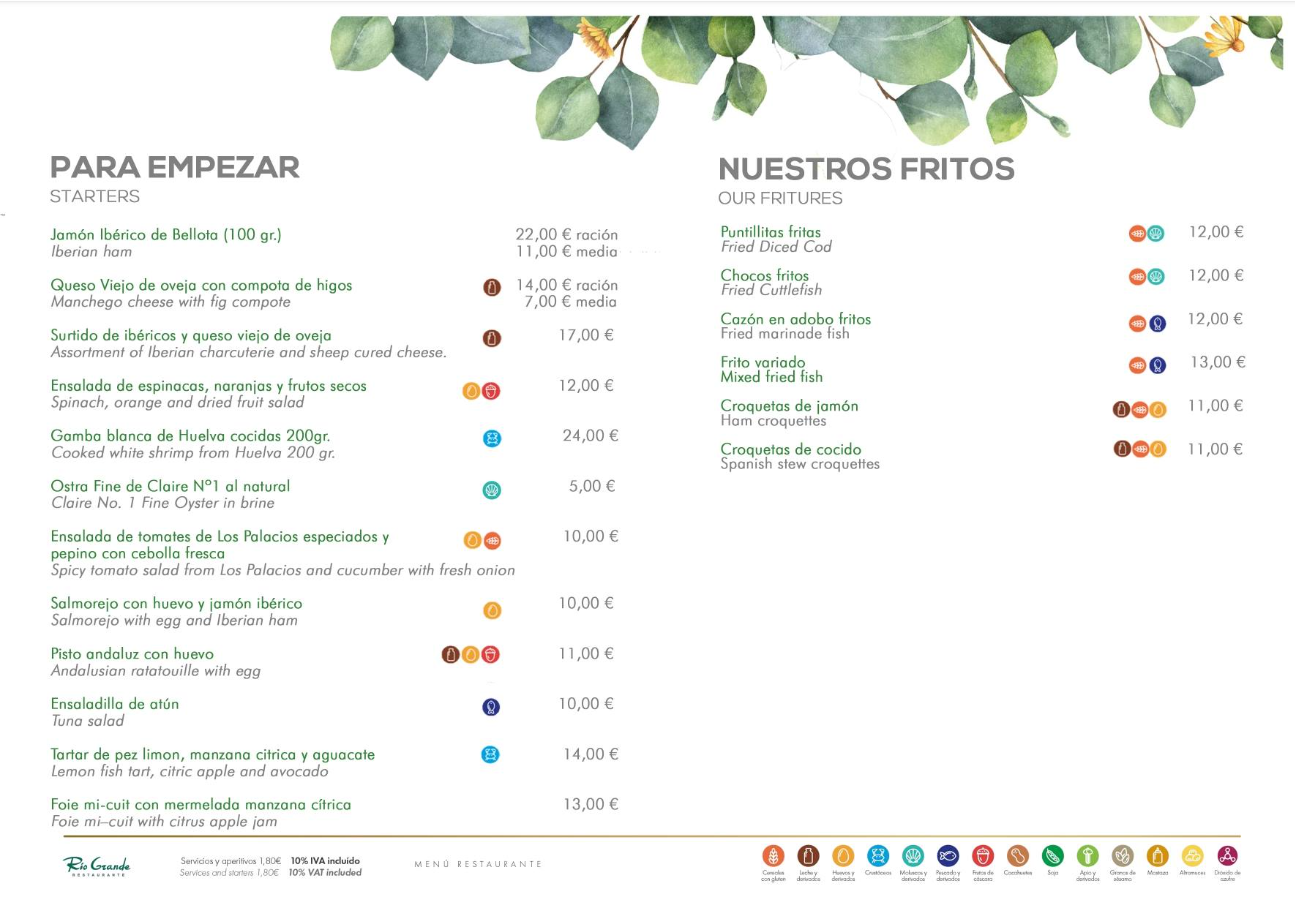 PARA EMPEZAR
STARTERS
Jamón Ibérico de Bellota (100 gr.) 22,00 € ración
Iberian ham 11,00 € media
Queso Viejo de oveja con compota de higos 14,00 € ración
Manchego cheese with fig compote 7,00 € media
Surtido de ibéricos y queso viejo de oveja 17,00 €
Assortment of Iberian charcuterie and sheep cured cheese.
Ensalada de espinacas, naranjas y frutos secos 12,00 €
Spinach, orange and dried fruit salad
Gamba blanca de Huelva cocidas 200gr. 24,00 €
Cooked white shrimp from Huelva 200 gr.
Ostra Fine de Claire Nº1 al natural 5,00 €
Claire No. 1 Fine Oyster in brine
Ensalada de tomates de Los Palacios especiados y 10,00 €
pepino con cebolla fresca
Spicy tomato salad from Los Palacios and cucumber with fresh onion
Salmorejo con huevo y jamón ibérico 10,00 €
Salmorejo with egg and Iberian ham
Pisto andaluz con huevo 11,00 €
Andalusian ratatouille with egg
Ensaladilla de atún 10,00 €
Tuna salad
Tartar de pez limon, manzana citrica y aguacate 14,00 €
Lemon fish tart, citric apple and avocado
Foie mi-cuit con mermelada manzana cítrica 13,00 €
Foie mi–cuit with citrus apple jam
NUESTROS FRITOS
OUR FRITURES
Puntillitas fritas 12,00 €
Fried Diced Cod
Chocos fritos 12,00 €
Fried Cuttlefish
Cazón en adobo fritos 12,00 €
Fried marinade fish
Frito variado 13,00 €
Mixed fried fish
Croquetas de jamón 11,00 €
Ham croquettes
Croquetas de cocido 11,00 €
Spanish stew croquettes
Río Grande
RESTAURANTE
Servicios y aperitivos 1,80€ 10% IVA incluido
Services and starters 1,80€ 10% VAT included
MENÚ RESTAURANTE
Cereales con gluten
Leche y derivados
Huevos y derivados
Crustáceos
Moluscos y derivados
Pescado y derivados
Frutos de cáscara
Cacahuetes
Soja
Apio y derivados
Granos de sésamo
Mostaza
Altramuces
Dióxido de azufre